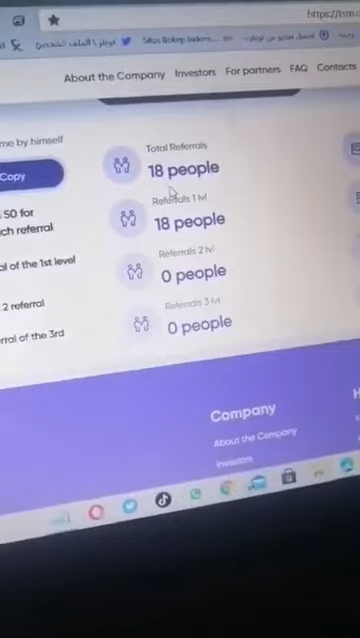 https://tsm.c
About the Company Investors For partners FAQ Contacts
me by himself
Copy
50 for
ch referral
al of the 1st level
2 referral
rral of the 3rd
Total Referrals
18 people
Referrals 1 lvl
18 people
Referrals 2 lvl
0 people
Referrals 3 lvl
0 people
Company
About the Company
Investors
H